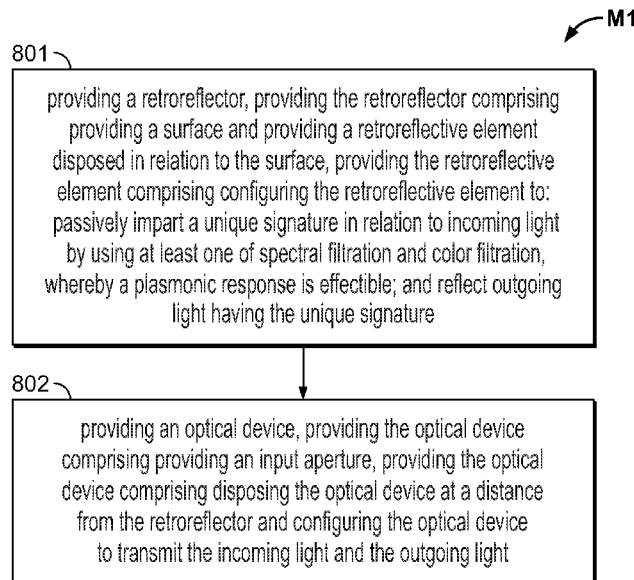 M1
801
providing a retroreflector, providing the retroreflector comprising
providing a surface and providing a retroreflective element
disposed in relation to the surface, providing the retroreflective
element comprising configuring the retroreflective element to:
passively impart a unique signature in relation to incoming light
by using at least one of spectral filtration and color filtration,
whereby a plasmonic response is effectible; and reflect outgoing
light having the unique signature
802
providing an optical device, providing the optical device
comprising providing an input aperture, providing the optical
device comprising disposing the optical device at a distance
from the retroreflector and configuring the optical device
to transmit the incoming light and the outgoing light